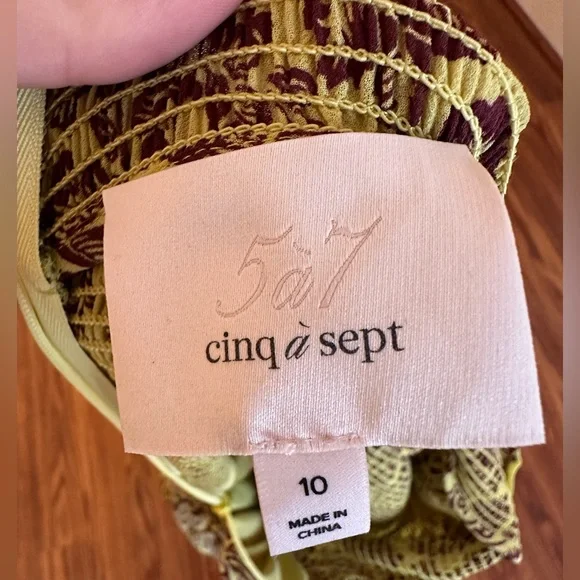 5à7
cinq à sept
10
MADE IN
CHINA